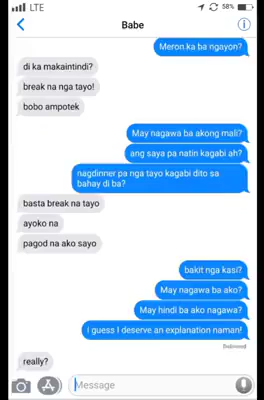 LTE
58%
Babe
Meron ka ba ngayon?
di ka makaintindi?
break na nga tayo!
bobo ampotek
May nagawa ba akong mali?
ang saya pa natin kagabi ah?
nagdinner pa nga tayo kagabi dito sa
bahay di ba?
basta break na tayo
ayoko na
pagod na ako sayo
bakit nga kasi?
May nagawa ba ako?
May hindi ba ako nagawa?
I guess I deserve an explanation naman!
Delivered
really?
Message